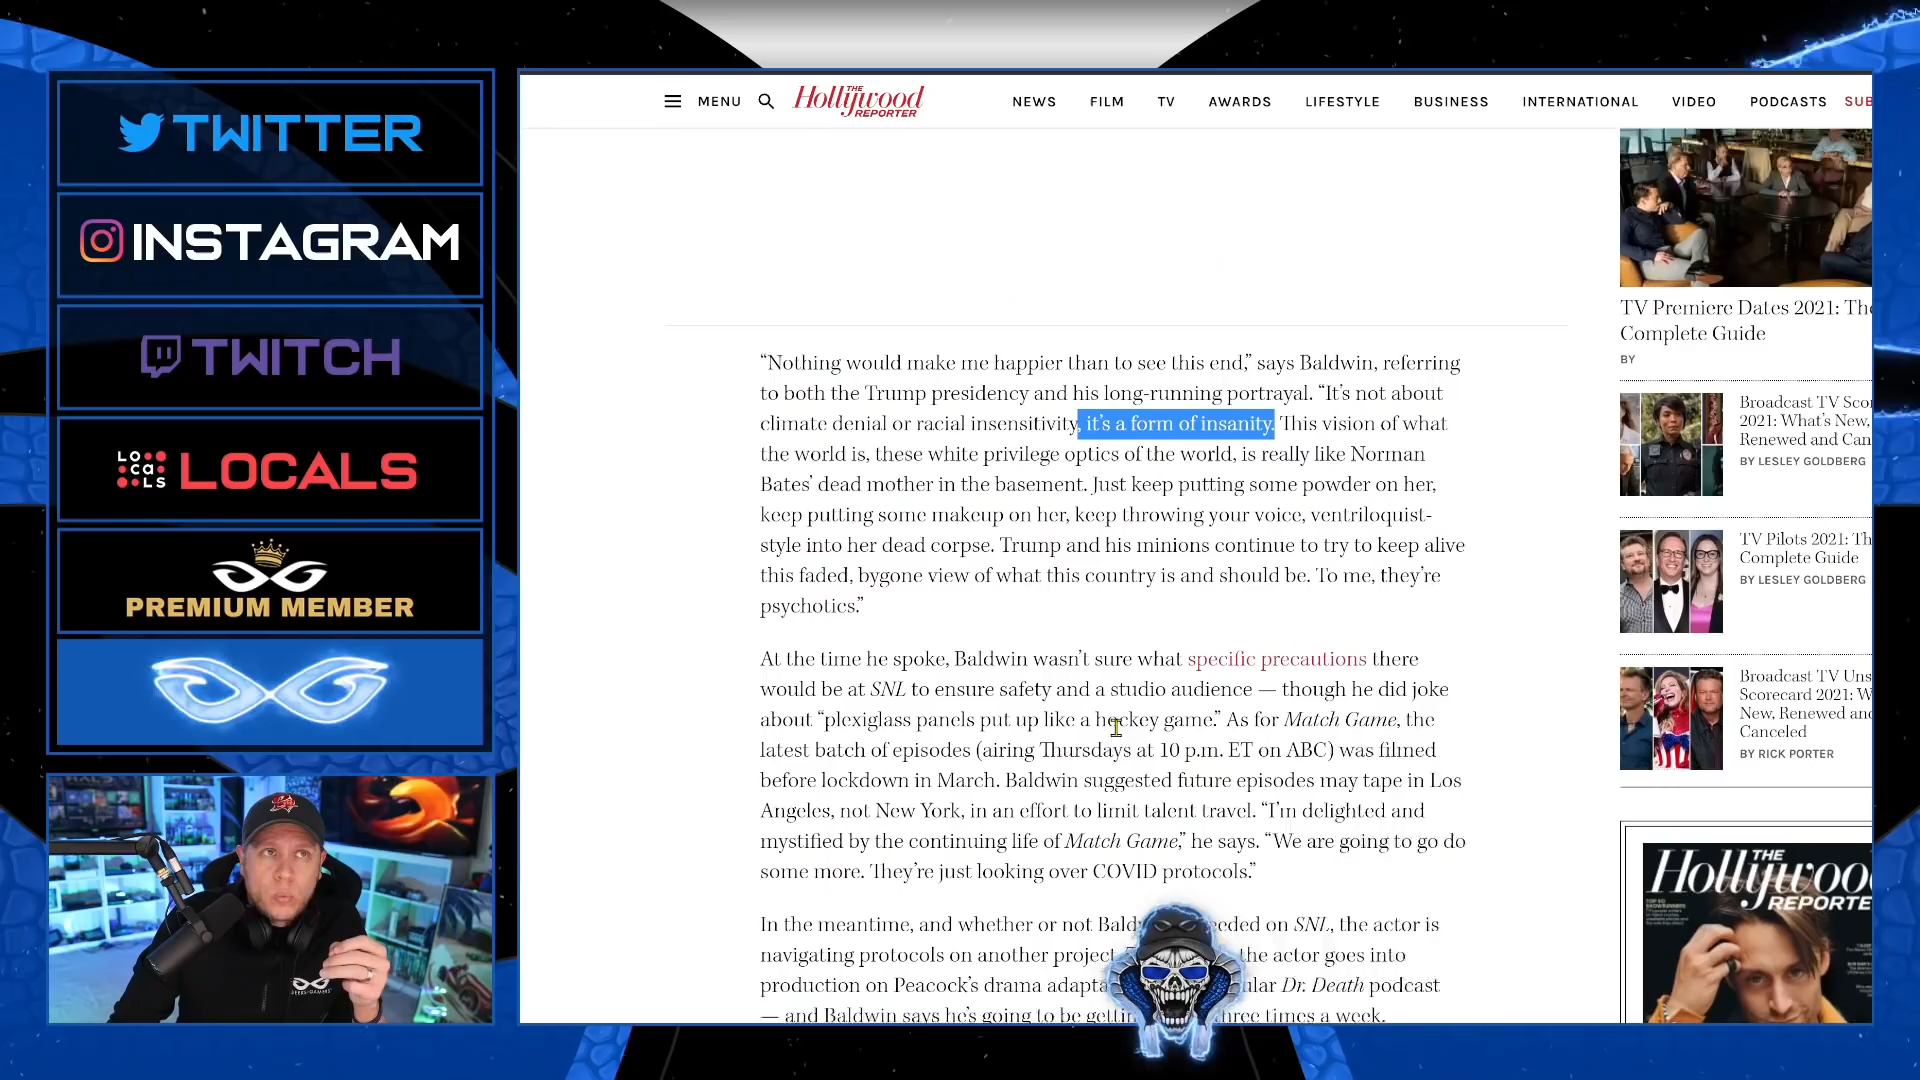 TWITTER
INSTAGRAM
TWITCH
LOCALS
LOCALS
PREMIUM MEMBER
MENU
THE
Hollywood
REPORTER
NEWS
FILM
TV
AWARDS
LIFESTYLE
BUSINESS
INTERNATIONAL
VIDEO
PODCASTS
SUB
“Nothing would make me happier than to see this end,” says Baldwin, referring
to both the Trump presidency and his long-running portrayal. “It’s not about
climate denial or racial insensitivity, it’s a form of insanity. This vision of what
the world is, these white privilege optics of the world, is really like Norman
Bates’ dead mother in the basement. Just keep putting some powder on her,
keep putting some makeup on her, keep throwing your voice, ventriloquist-
style into her dead corpse. Trump and his minions continue to try to keep alive
this faded, bygone view of what this country is and should be. To me, they’re
psychotics.”
At the time he spoke, Baldwin wasn’t sure what specific precautions there
would be at SNL to ensure safety and a studio audience — though he did joke
about “plexiglass panels put up like a hockey game.” As for Match Game, the
latest batch of episodes (airing Thursdays at 10 p.m. ET on ABC) was filmed
before lockdown in March. Baldwin suggested future episodes may tape in Los
Angeles, not New York, in an effort to limit talent travel. “I’m delighted and
mystified by the continuing life of Match Game,” he says. “We are going to go do
some more. They’re just looking over COVID protocols.”
In the meantime, and whether or not Bald eeded on SNL, the actor is
navigating protocols on another project. the actor goes into
production on Peacock’s drama adapta ular Dr. Death podcast
— and Baldwin says he’s going to be gettin hree times a week.
TV Premiere Dates 2021: The
Complete Guide
BY
Broadcast TV Scor
2021: What’s New,
Renewed and Can
BY LESLEY GOLDBERG
TV Pilots 2021: Th
Complete Guide
BY LESLEY GOLDBERG
Broadcast TV Uns
Scorecard 2021: W
New, Renewed and
Canceled
BY RICK PORTER
THE
Hollywoo
REPORTE